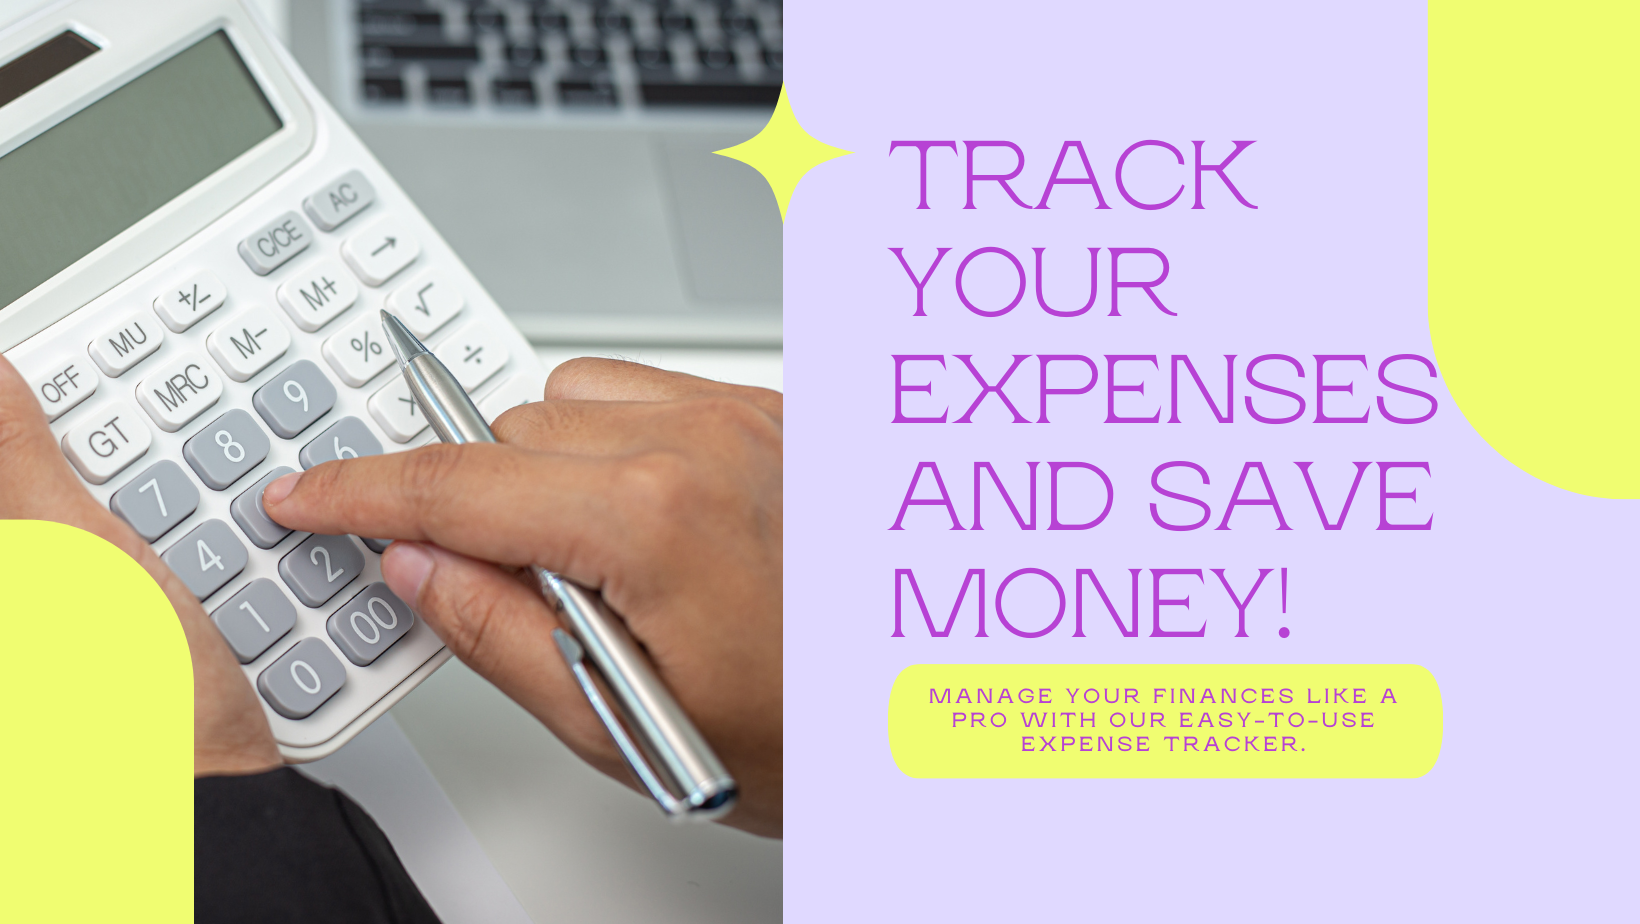 TRACK
YOUR
EXPENSES
AND SAVE
MONEY!
MANAGE YOUR FINANCES LIKE A
PRO WITH OUR EASY-TO-USE
EXPENSE TRACKER.
AC
C/CE
→
+/−
M+
√
MU
M−
%
÷
OFF
MRC
9
×
GT
8
6
7
4
2
1
00
0